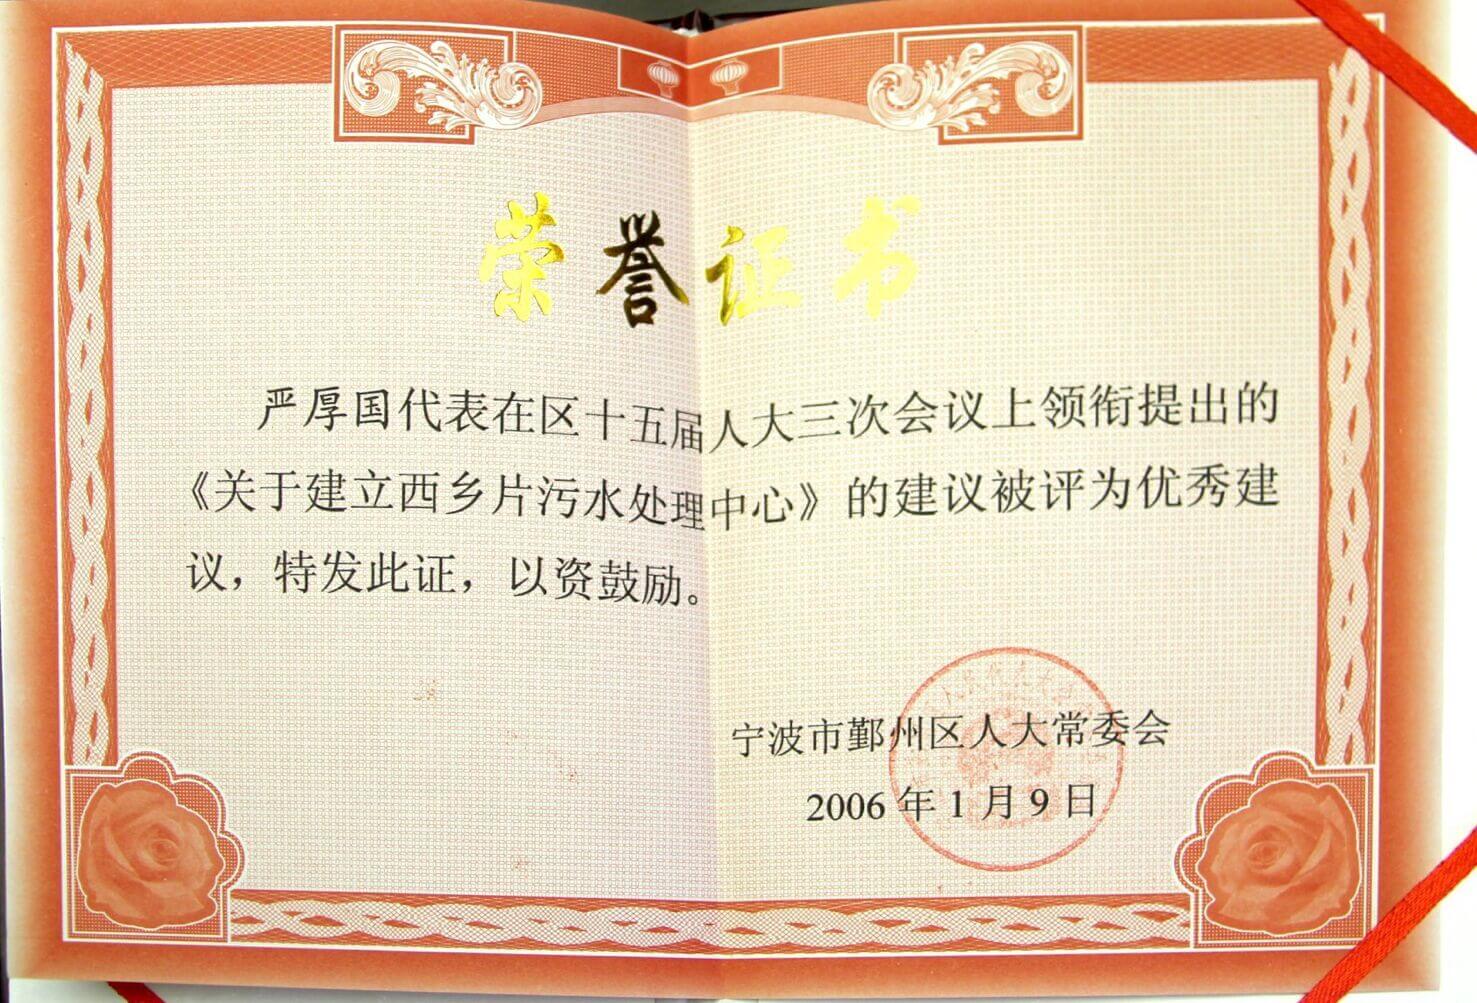 荣誉证书
严厚国代表在区十五届人大三次会议上领衔提出的
《关于建立西乡片污水处理中心》的建议被评为优秀建
议，特发此证，以资鼓励。
宁波市鄞州区人大常委会
2006年1月9日